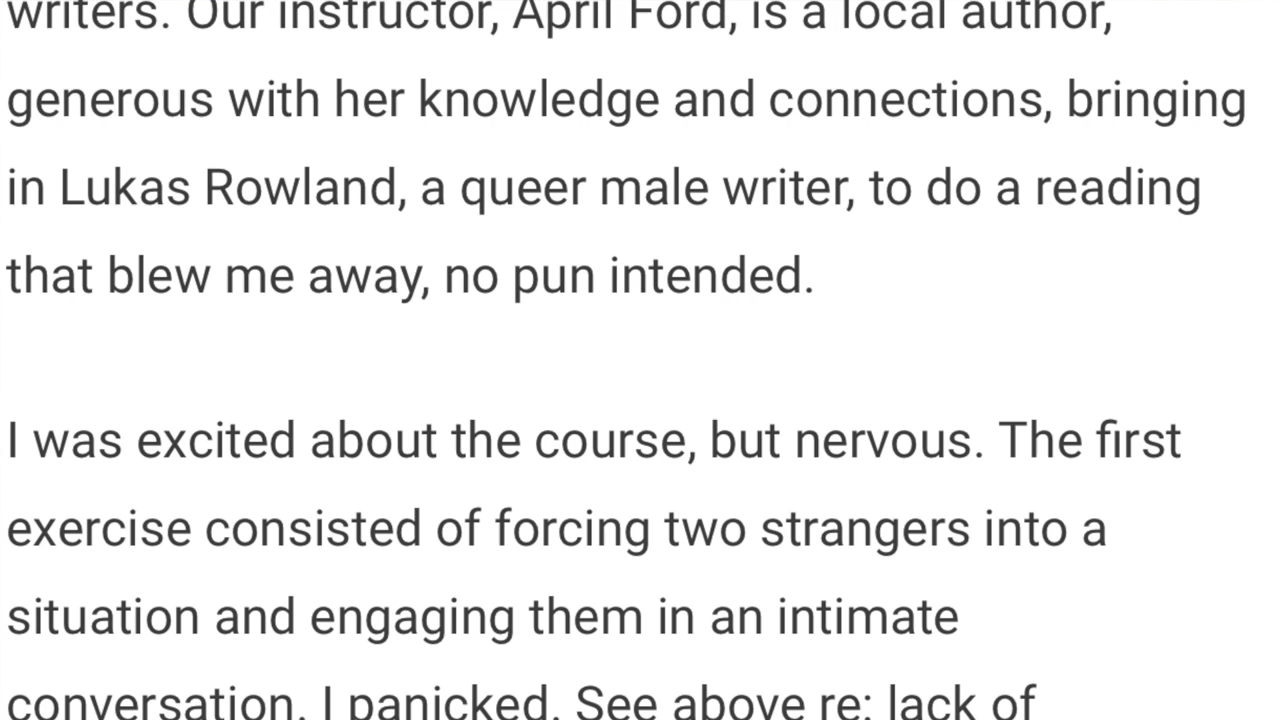 writers. Our instructor, April Ford, is a local author,
generous with her knowledge and connections, bringing
in Lukas Rowland, a queer male writer, to do a reading
that blew me away, no pun intended.
I was excited about the course, but nervous. The first
exercise consisted of forcing two strangers into a
situation and engaging them in an intimate
conversation. I panicked. See above re: lack of